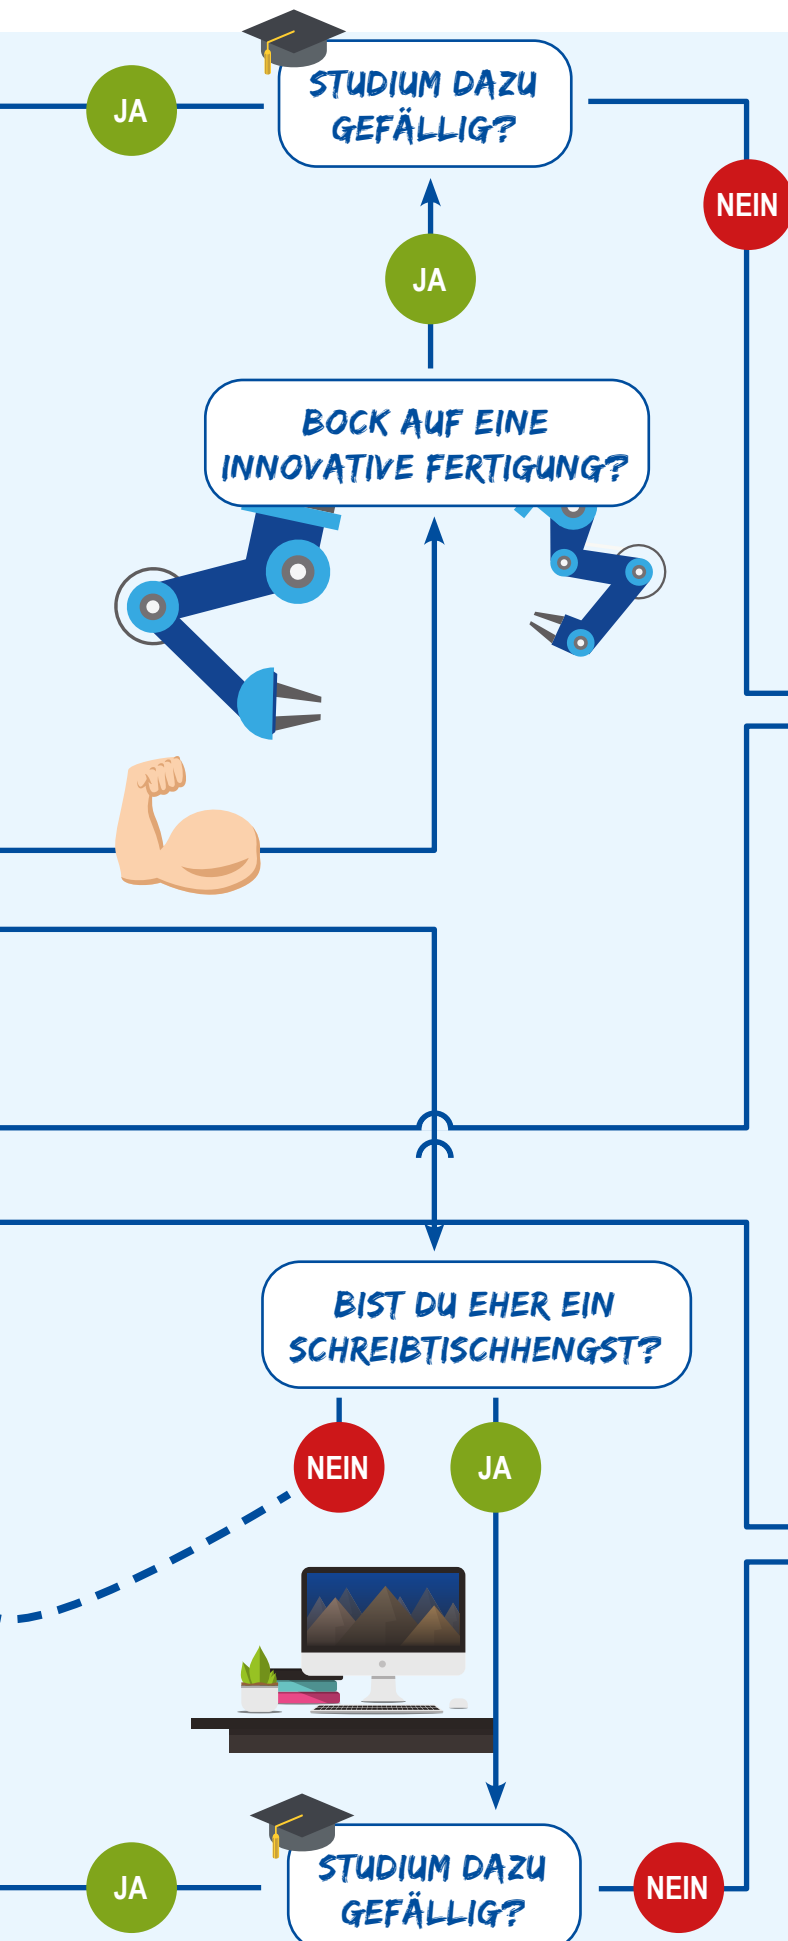 STUDIUM DAZU
GEFÄLLIG?
JA
NEIN
JA
BOCK AUF EINE
INNOVATIVE FERTIGUNG?
BIST DU EHER EIN
SCHREIBTISCHHENGST?
NEIN
JA
STUDIUM DAZU
GEFÄLLIG?
JA
NEIN